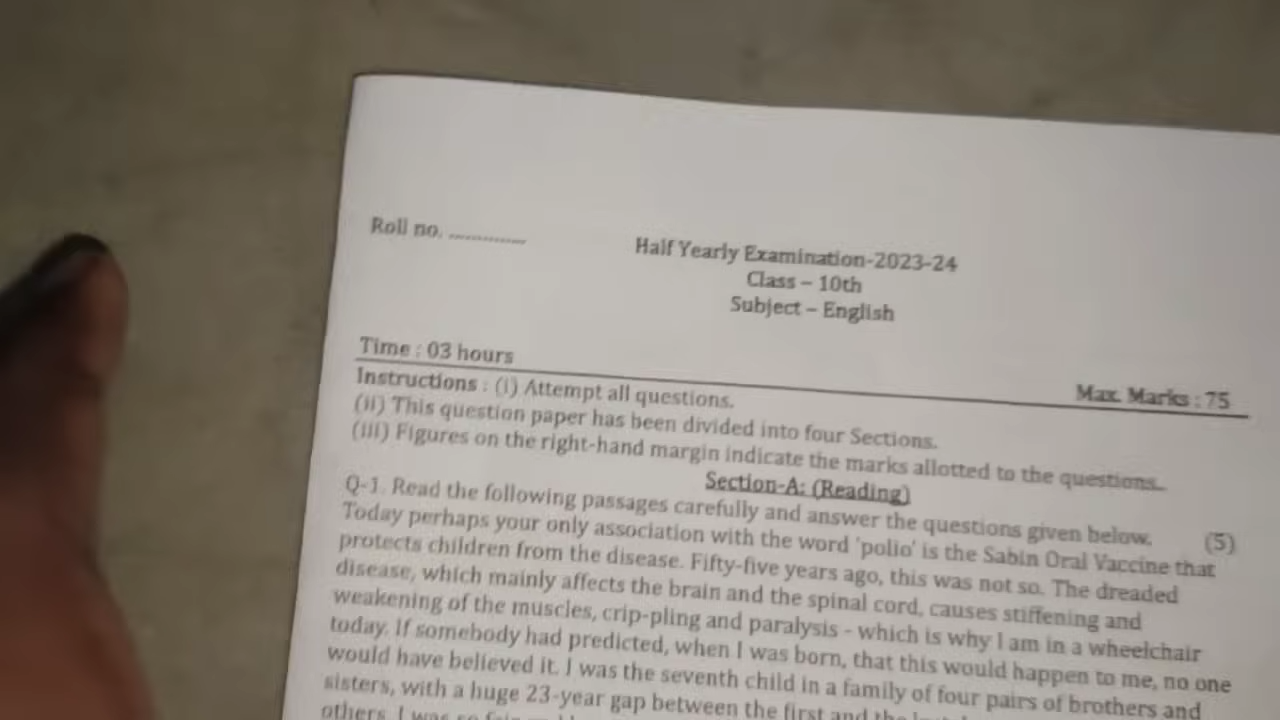 Roll no. ..............
Half Yearly Examination-2023-24
Class – 10th
Subject – English
Time : 03 hours
Max. Marks : 75
Instructions : (i) Attempt all questions.
(ii) This question paper has been divided into four Sections.
(iii) Figures on the right-hand margin indicate the marks allotted to the questions.
Section-A: (Reading)
Q-1. Read the following passages carefully and answer the questions given below. (5)
Today perhaps your only association with the word 'polio' is the Sabin Oral Vaccine that
protects children from the disease. Fifty-five years ago, this was not so. The dreaded
disease, which mainly affects the brain and the spinal cord, causes stiffening and
weakening of the muscles, crip-pling and paralysis - which is why I am in a wheelchair
today. If somebody had predicted, when I was born, that this would happen to me, no one
would have believed it. I was the seventh child in a family of four pairs of brothers and
sisters, with a huge 23-year gap between the first and the
others. I was so fair